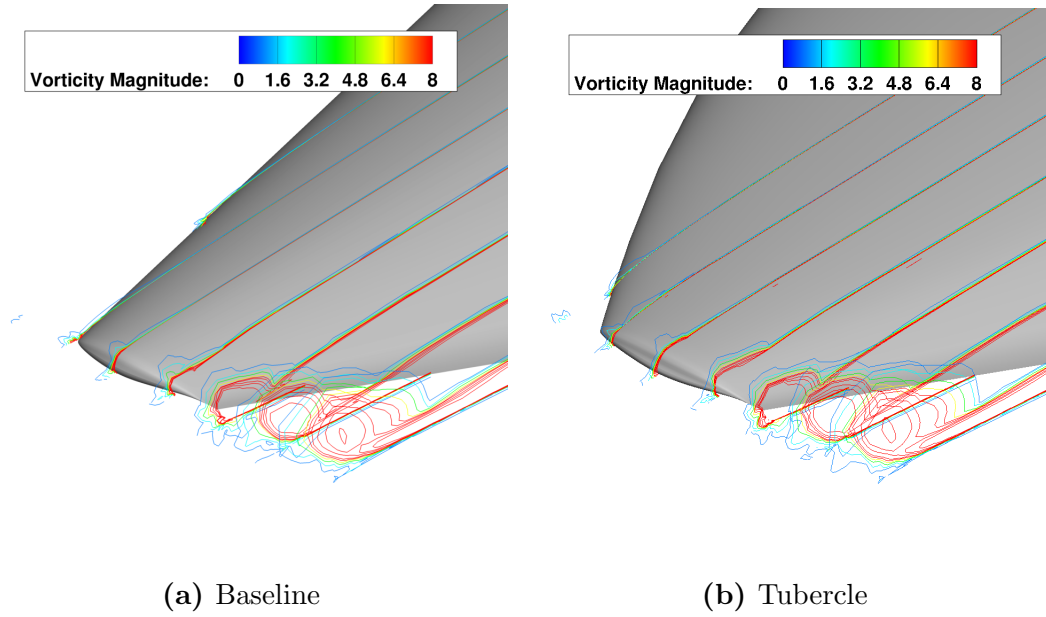 Vorticity Magnitude: 0 1.6 3.2 4.8 6.4 8
Vorticity Magnitude: 0 1.6 3.2 4.8 6.4 8
(a) Baseline
(b) Tubercle